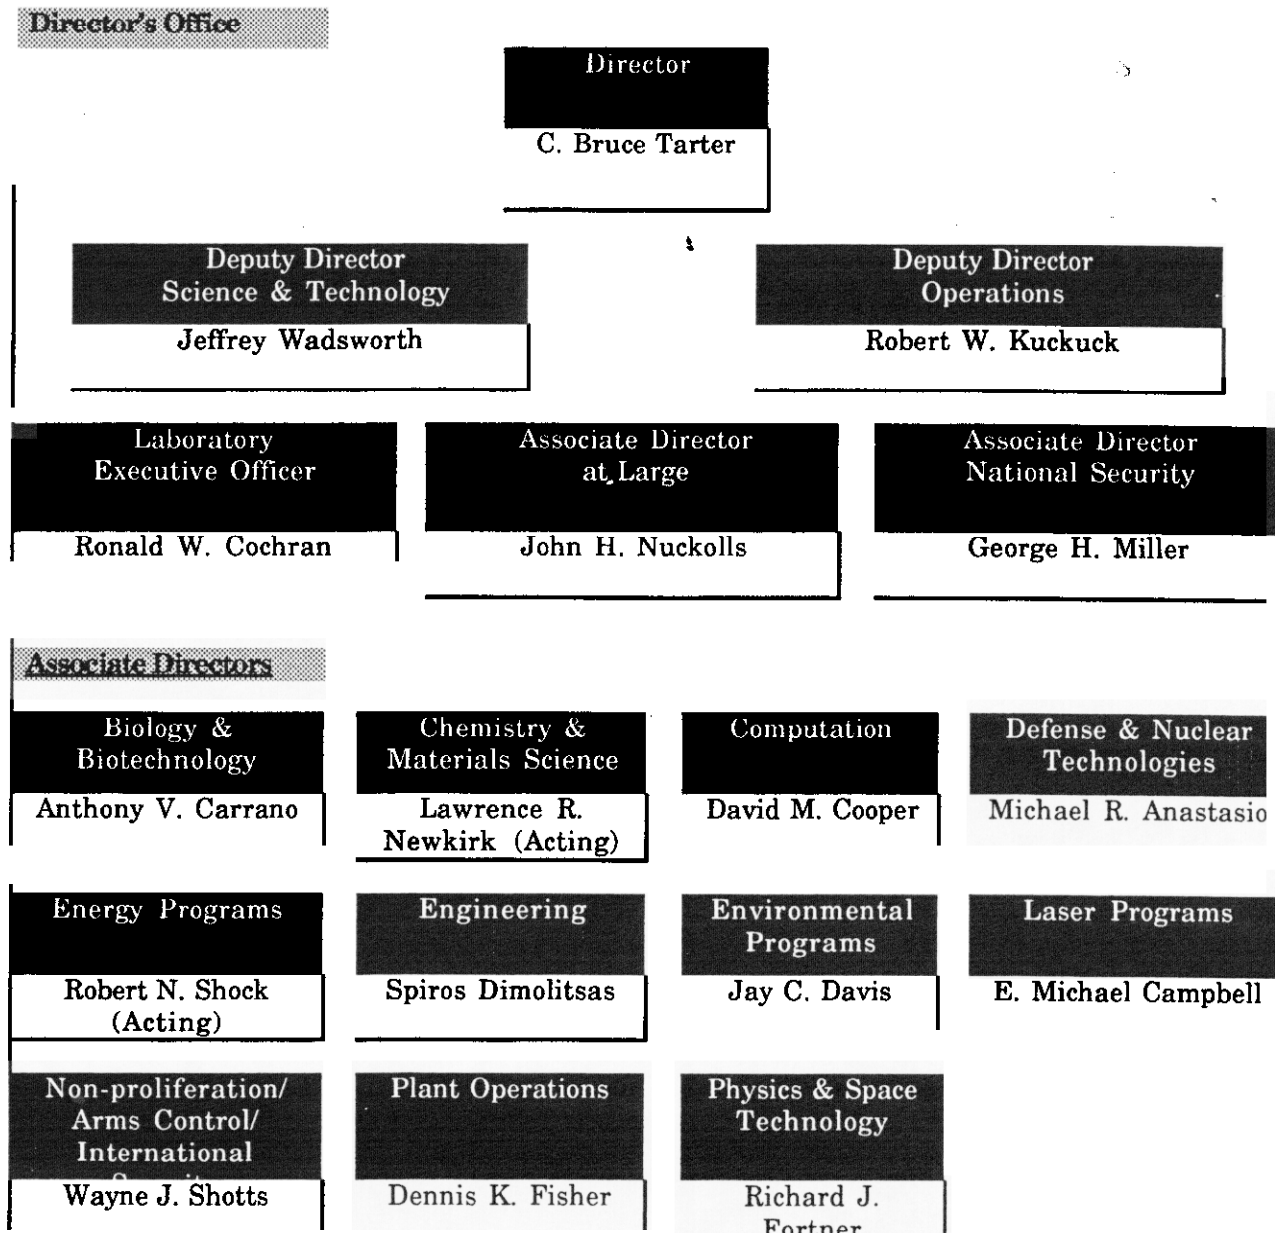 Director's Office
Director
C. Bruce Tarter
Deputy Director
Science & Technology
Jeffrey Wadsworth
Deputy Director
Operations
Robert W. Kuckuck
Laboratory
Executive Officer
Ronald W. Cochran
Associate Director
at Large
John H. Nuckolls
Associate Director
National Security
George H. Miller
Associate Directors
Biology &
Biotechnology
Anthony V. Carrano
Chemistry &
Materials Science
Lawrence R.
Newkirk (Acting)
Computation
David M. Cooper
Defense & Nuclear
Technologies
Michael R. Anastasio
Energy Programs
Robert N. Shock
(Acting)
Engineering
Spiros Dimolitsas
Environmental
Programs
Jay C. Davis
Laser Programs
E. Michael Campbell
Non-proliferation/
Arms Control/
International
Wayne J. Shotts
Plant Operations
Dennis K. Fisher
Physics & Space
Technology
Richard J.
Fortner